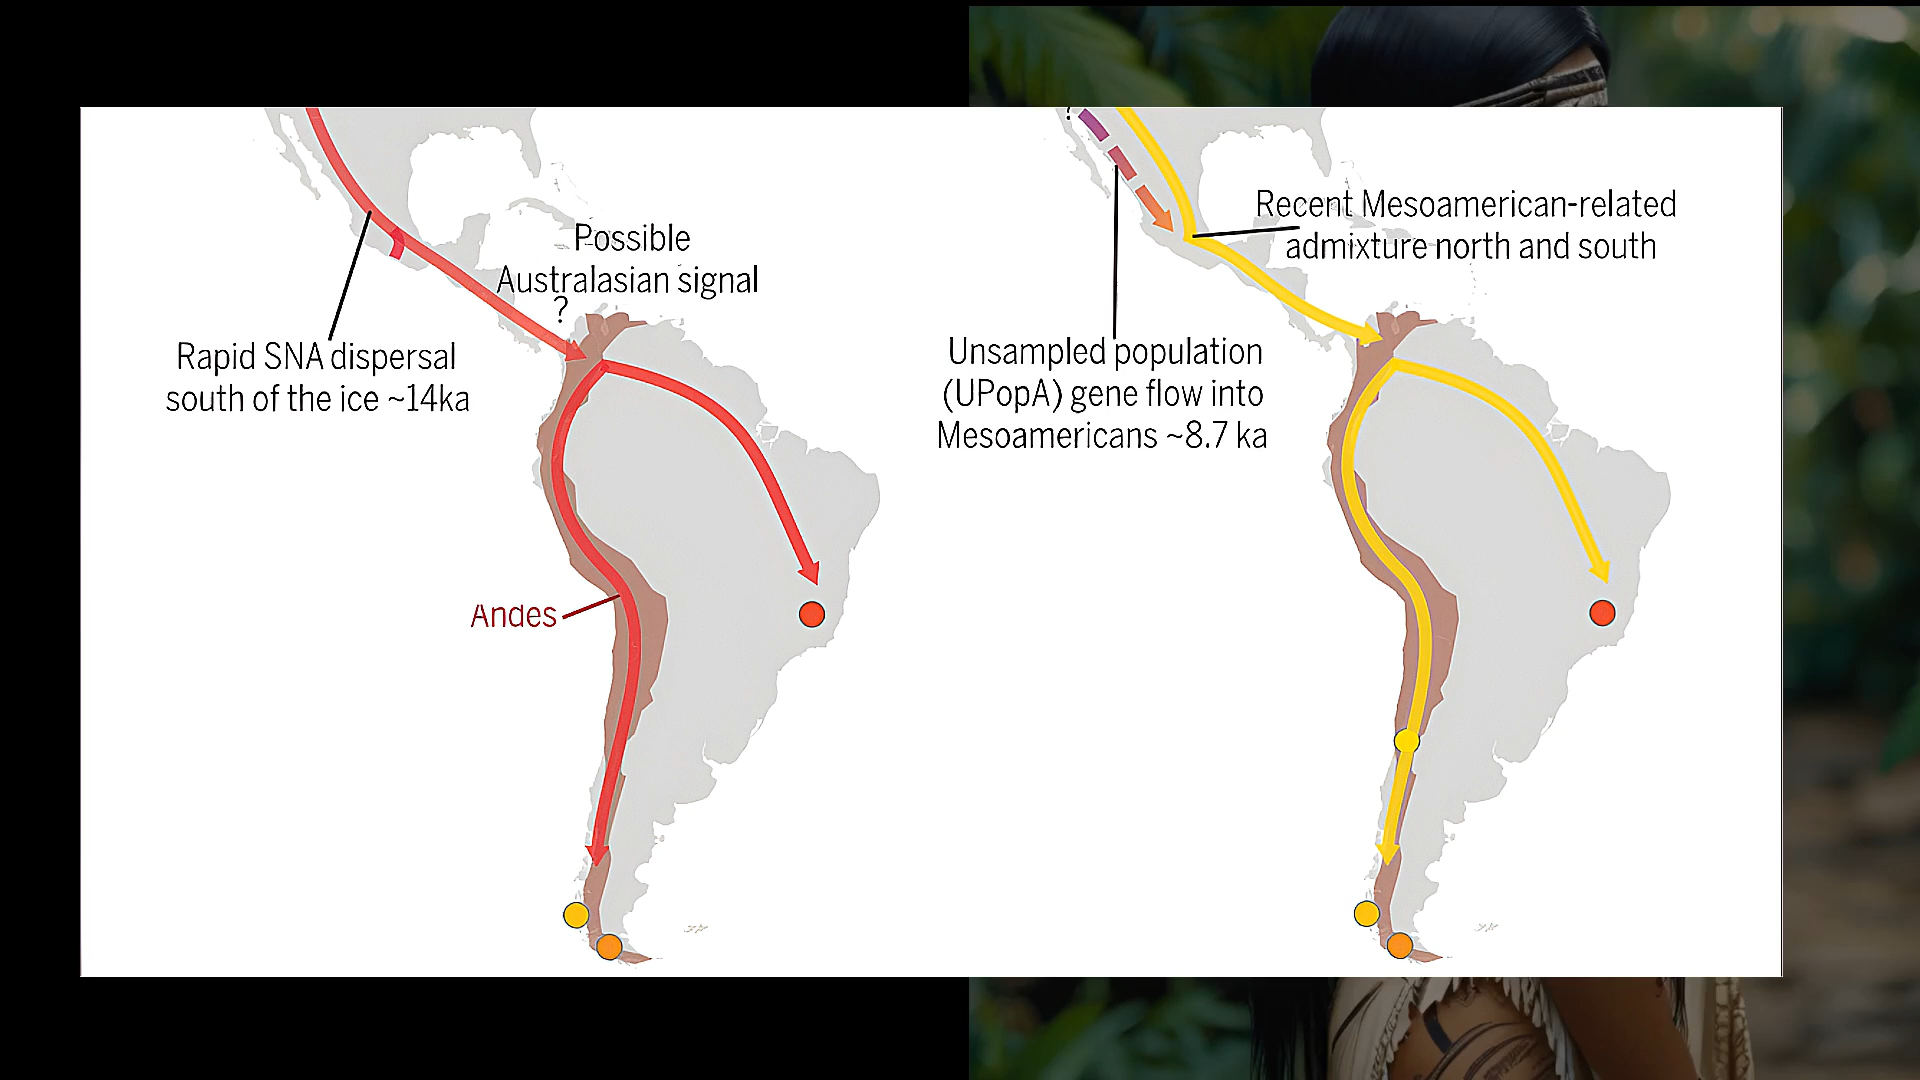 Possible
Australasian signal
?
Rapid SNA dispersal
south of the ice ~14ka
Andes
?
Recent Mesoamerican-related
admixture north and south
Unsampled population
(UPopA) gene flow into
Mesoamericans ~8.7 ka